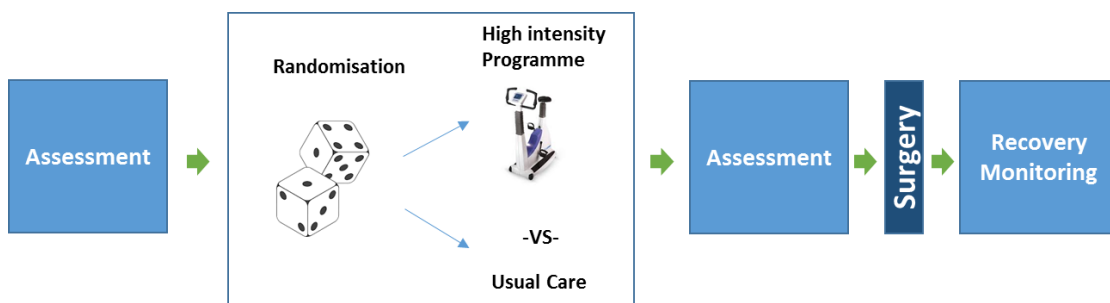 Assessment
Randomisation
High intensity
Programme
-VS-
Usual Care
Assessment
Surgery
Recovery
Monitoring